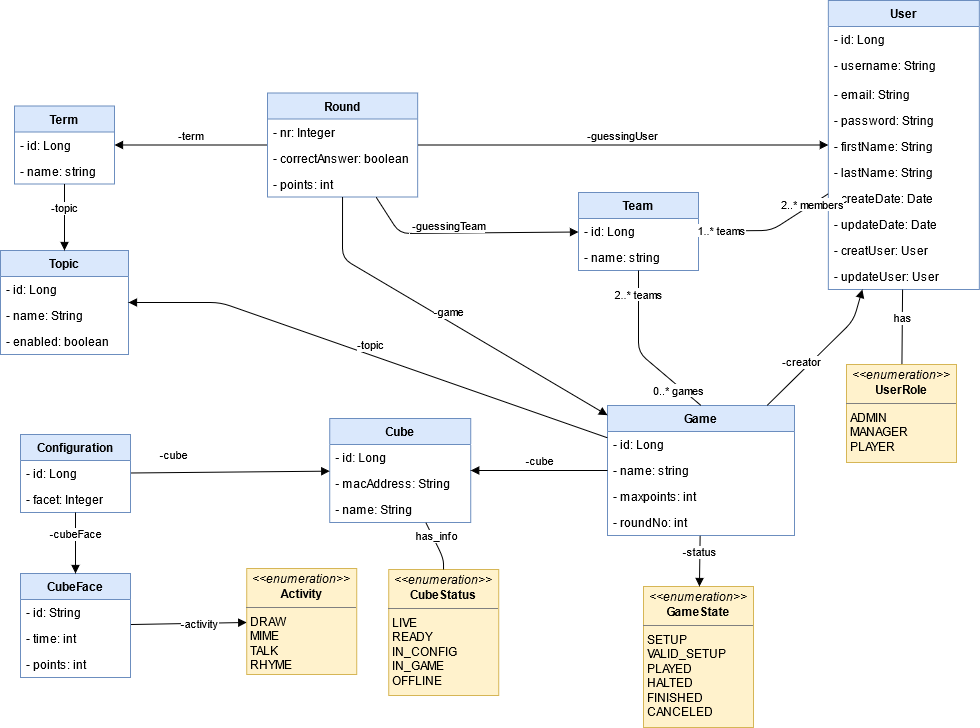 User
- id: Long
- username: String
- email: String
- password: String
- firstName: String
- lastName: String
createDate: Date
- updateDate: Date
- creatUser: User
- updateUser: User
Round
- nr: Integer
- correctAnswer: boolean
- points: int
Term
- id: Long
- name: string
-term
-guessingUser
-topic
Team
- id: Long
- name: string
2..* members
1..* teams
-guessingTeam
Topic
- id: Long
- name: String
- enabled: boolean
2..* teams
-game
has
-topic
-creator
0..* games
<<enumeration>>
UserRole
ADMIN
MANAGER
PLAYER
Game
- id: Long
- name: string
- maxpoints: int
- roundNo: int
Cube
- id: Long
- macAddress: String
- name: String
Configuration
- id: Long
- facet: Integer
-cube
-cube
-cubeFace
has_info
-status
CubeFace
- id: String
- time: int
- points: int
-activity
<<enumeration>>
Activity
DRAW
MIME
TALK
RHYME
<<enumeration>>
CubeStatus
LIVE
READY
IN_CONFIG
IN_GAME
OFFLINE
<<enumeration>>
GameState
SETUP
VALID_SETUP
PLAYED
HALTED
FINISHED
CANCELED